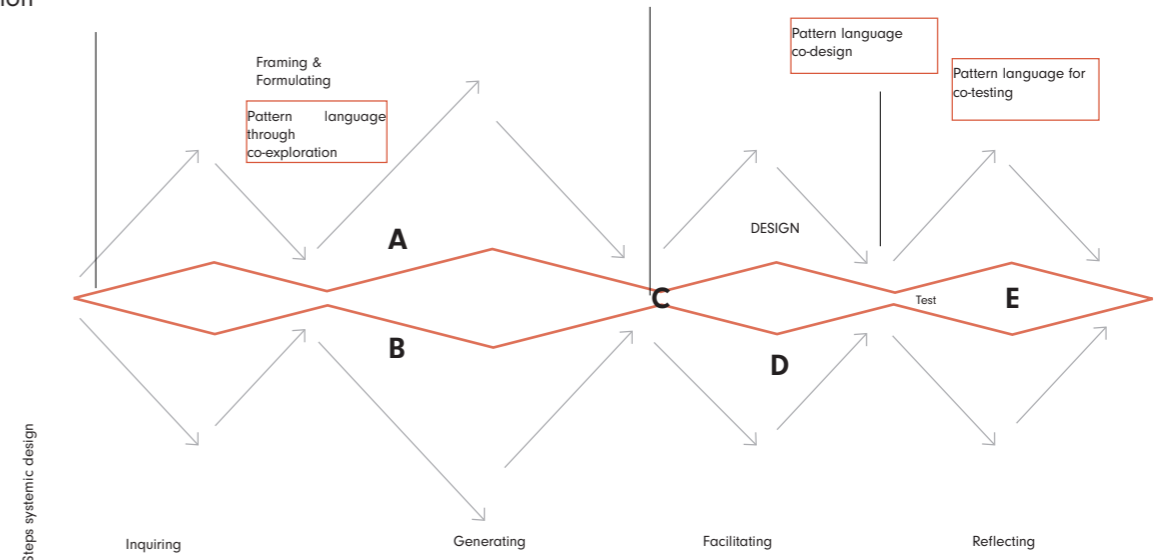 Framing &
Formulating
Pattern language
through
co-exploration
Pattern language
co-design
Pattern language for
co-testing
A
DESIGN
C
Test
E
B
D
Steps systemic design
Inquiring
Generating
Facilitating
Reflecting